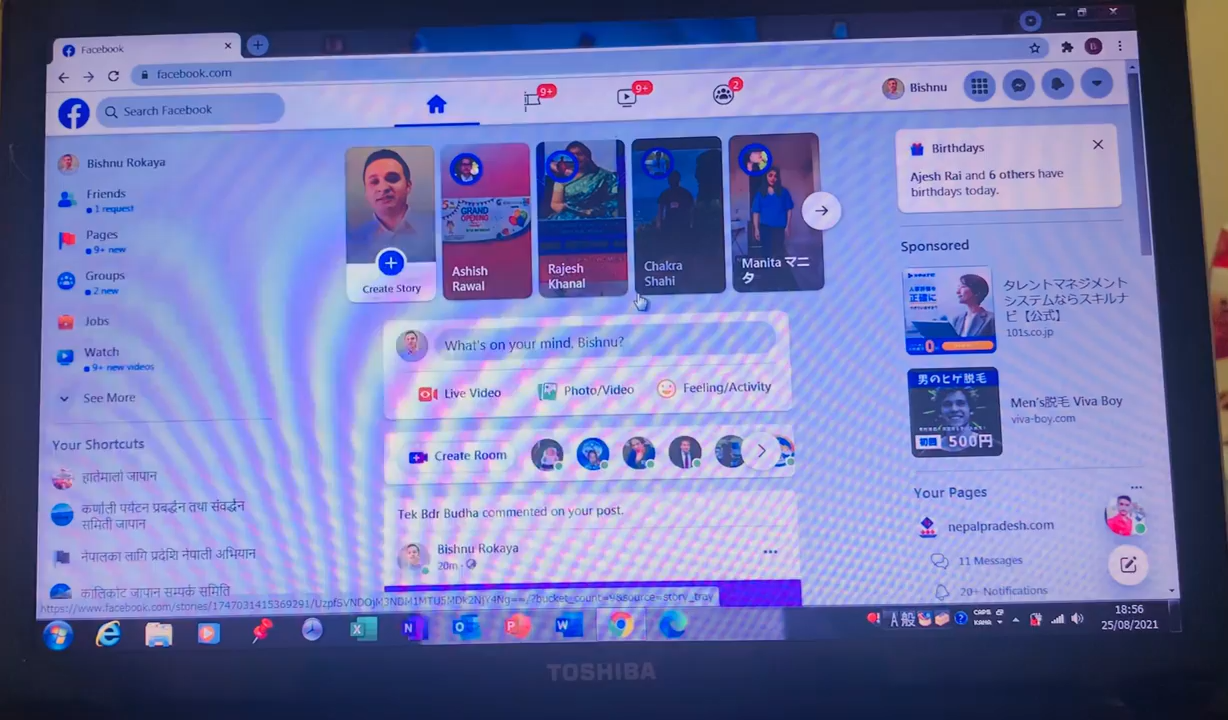 Facebook
facebook.com
Search Facebook
9+
9+
2
Bishnu
Bishnu Rokaya
Friends
1 request
Pages
9+ new
Groups
2 new
Jobs
Watch
9+ new videos
See More
Your Shortcuts
हातेमालो जापान
कर्णाली पर्यटन प्रबर्द्धन तथा संवर्द्धन
समिती जापान
नेपालका लागि प्रदेशि नेपाली अभियान
कालिकोट जापान सम्पर्क समिति
Create Story
GRAND
OPENING
Ashish
Rawal
Rajesh
Khanal
Chakra
Shahi
Manita マニ
タ
What's on your mind, Bishnu?
Live Video
Photo/Video
Feeling/Activity
Create Room
Tek Bdr Budha commented on your post.
Bishnu Rokaya
20m
Birthdays
Ajesh Rai and 6 others have
birthdays today.
Sponsored
タレントマネジメント
システムならスキルナ
ビ【公式】
101s.co.jp
男のヒゲ脱毛
500円
Men's脱毛 Viva Boy
viva-boy.com
Your Pages
nepalpradesh.com
11 Messages
20+ Notifications
A 般
CAPS
KANA
18:56
25/08/2021
TOSHIBA